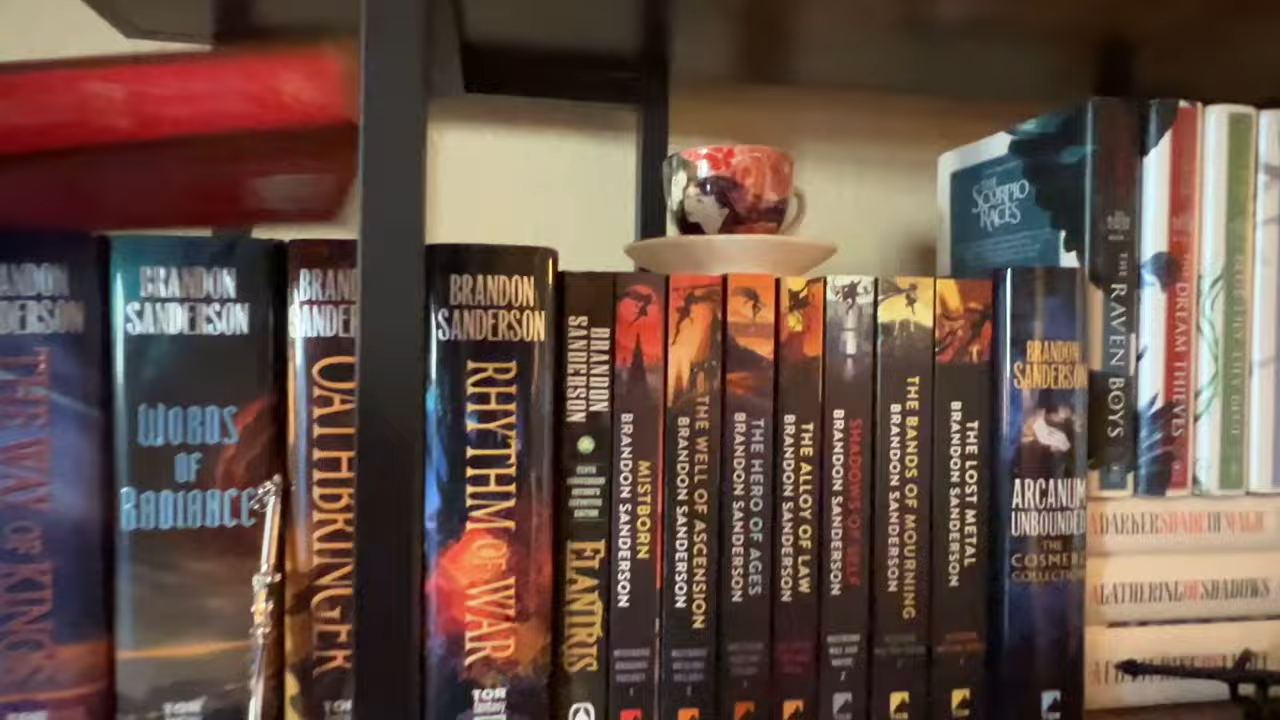 BRANDON
SANDERSON
THE WAY OF KINGS
BRANDON
SANDERSON
WORDS
OF
RADIANCE
OATHBRINGER
BRANDON
SANDERSON
RHYTHM OF WAR
TOR
fantasy
BRANDON
SANDERSON
ELANTRIS
MISTBORN
BRANDON SANDERSON
THE WELL OF ASCENSION
BRANDON SANDERSON
THE HERO OF AGES
BRANDON SANDERSON
THE ALLOY OF LAW
BRANDON SANDERSON
SHADOWS OF SELF
BRANDON SANDERSON
THE BANDS OF MOURNING
BRANDON SANDERSON
THE LOST METAL
BRANDON SANDERSON
BRANDON
SANDERSON
ARCANUM
UNBOUNDED
THE
COSMERE
COLLECTION
THE
SCORPIO
RACES
THE RAVEN BOYS
DREAM THIEVES
A DARKER SHADE OF MAGIC
A GATHERING OF SHADOWS